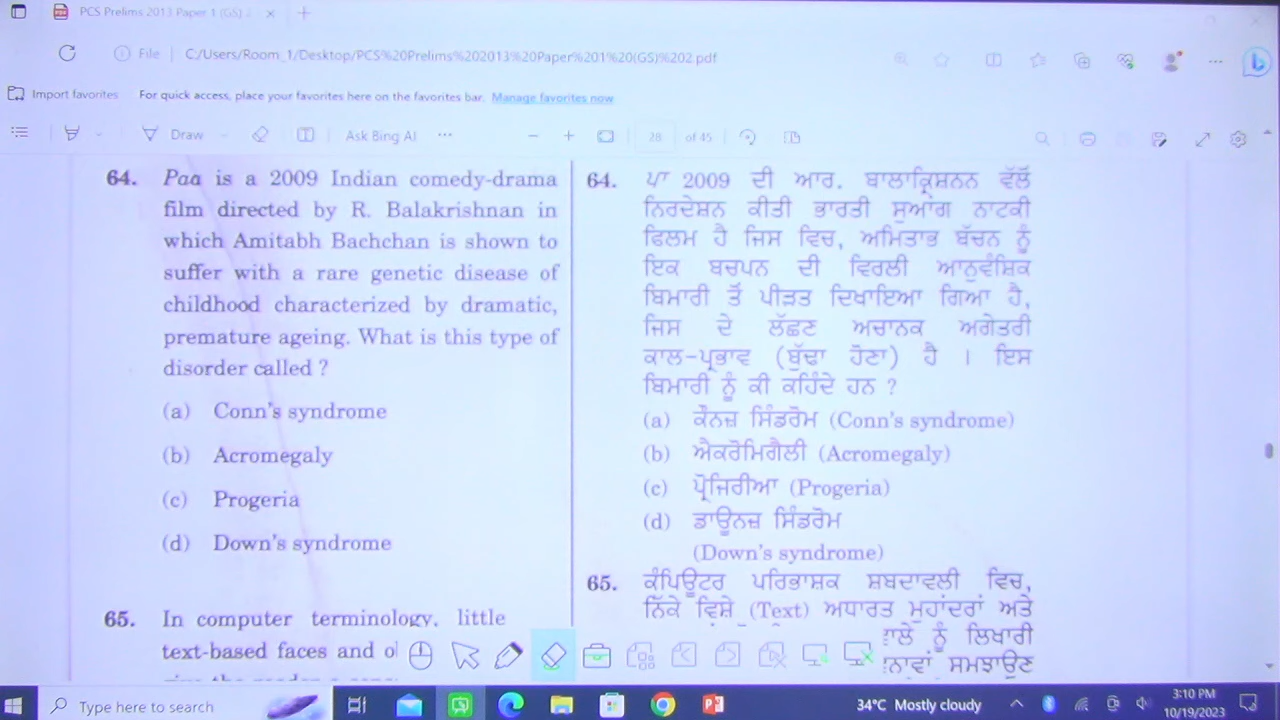 PCS Prelims 2013 Paper 1 (GS) 2
File C:/Users/Room_1/Desktop/PCS%20Prelims%202013%20Paper%201%20(GS)%202.pdf
Import favorites For quick access, place your favorites here on the favorites bar. Manage favorites now
Draw Ask Bing AI ... 28 of 45
64. Paa is a 2009 Indian comedy-drama
film directed by R. Balakrishnan in
which Amitabh Bachchan is shown to
suffer with a rare genetic disease of
childhood characterized by dramatic,
premature ageing. What is this type of
disorder called ?
(a) Conn's syndrome
(b) Acromegaly
(c) Progeria
(d) Down's syndrome
65. In computer terminology, little
text-based faces and
64. ਪਾ 2009 ਦੀ ਆਰ. ਬਾਲਾਕ੍ਰਿਸ਼ਨਨ ਵੱਲੋਂ
ਨਿਰਦੇਸ਼ਨ ਕੀਤੀ ਭਾਰਤੀ ਸੁਆਂਗ ਨਾਟਕੀ
ਫਿਲਮ ਹੈ ਜਿਸ ਵਿਚ, ਅਮਿਤਾਭ ਬੱਚਨ ਨੂੰ
ਇਕ ਬਚਪਨ ਦੀ ਵਿਰਲੀ ਆਨੁਵੰਸ਼ਿਕ
ਬਿਮਾਰੀ ਤੋਂ ਪੀੜਤ ਦਿਖਾਇਆ ਗਿਆ ਹੈ,
ਜਿਸ ਦੇ ਲੱਛਣ ਅਚਾਨਕ ਅਗੇਤਰੀ
ਕਾਲ-ਪ੍ਰਭਾਵ (ਬੁੱਢਾ ਹੋਣਾ) ਹੈ । ਇਸ
ਬਿਮਾਰੀ ਨੂੰ ਕੀ ਕਹਿੰਦੇ ਹਨ ?
(a) ਕੌਨਜ਼ ਸਿੰਡਰੋਮ (Conn's syndrome)
(b) ਐਕਰੋਮਿਗੈਲੀ (Acromegaly)
(c) ਪ੍ਰੋਜਿਰੀਆ (Progeria)
(d) ਡਾਊਨਜ਼ ਸਿੰਡਰੋਮ
(Down's syndrome)
65. ਕੰਪਿਊਟਰ ਪਰਿਭਾਸ਼ਕ ਸ਼ਬਦਾਵਲੀ ਵਿਚ,
ਨਿੱਕੇ ਵਿਸ਼ੇ (Text) ਅਧਾਰਤ ਮੁਹਾਂਦਰਾਂ ਅਤੇ
ਨੂੰ ਲਿਖਾਰੀ
ਸਮਝਾਉਣ
Type here to search 34°C Mostly cloudy 3:10 PM
10/19/2023